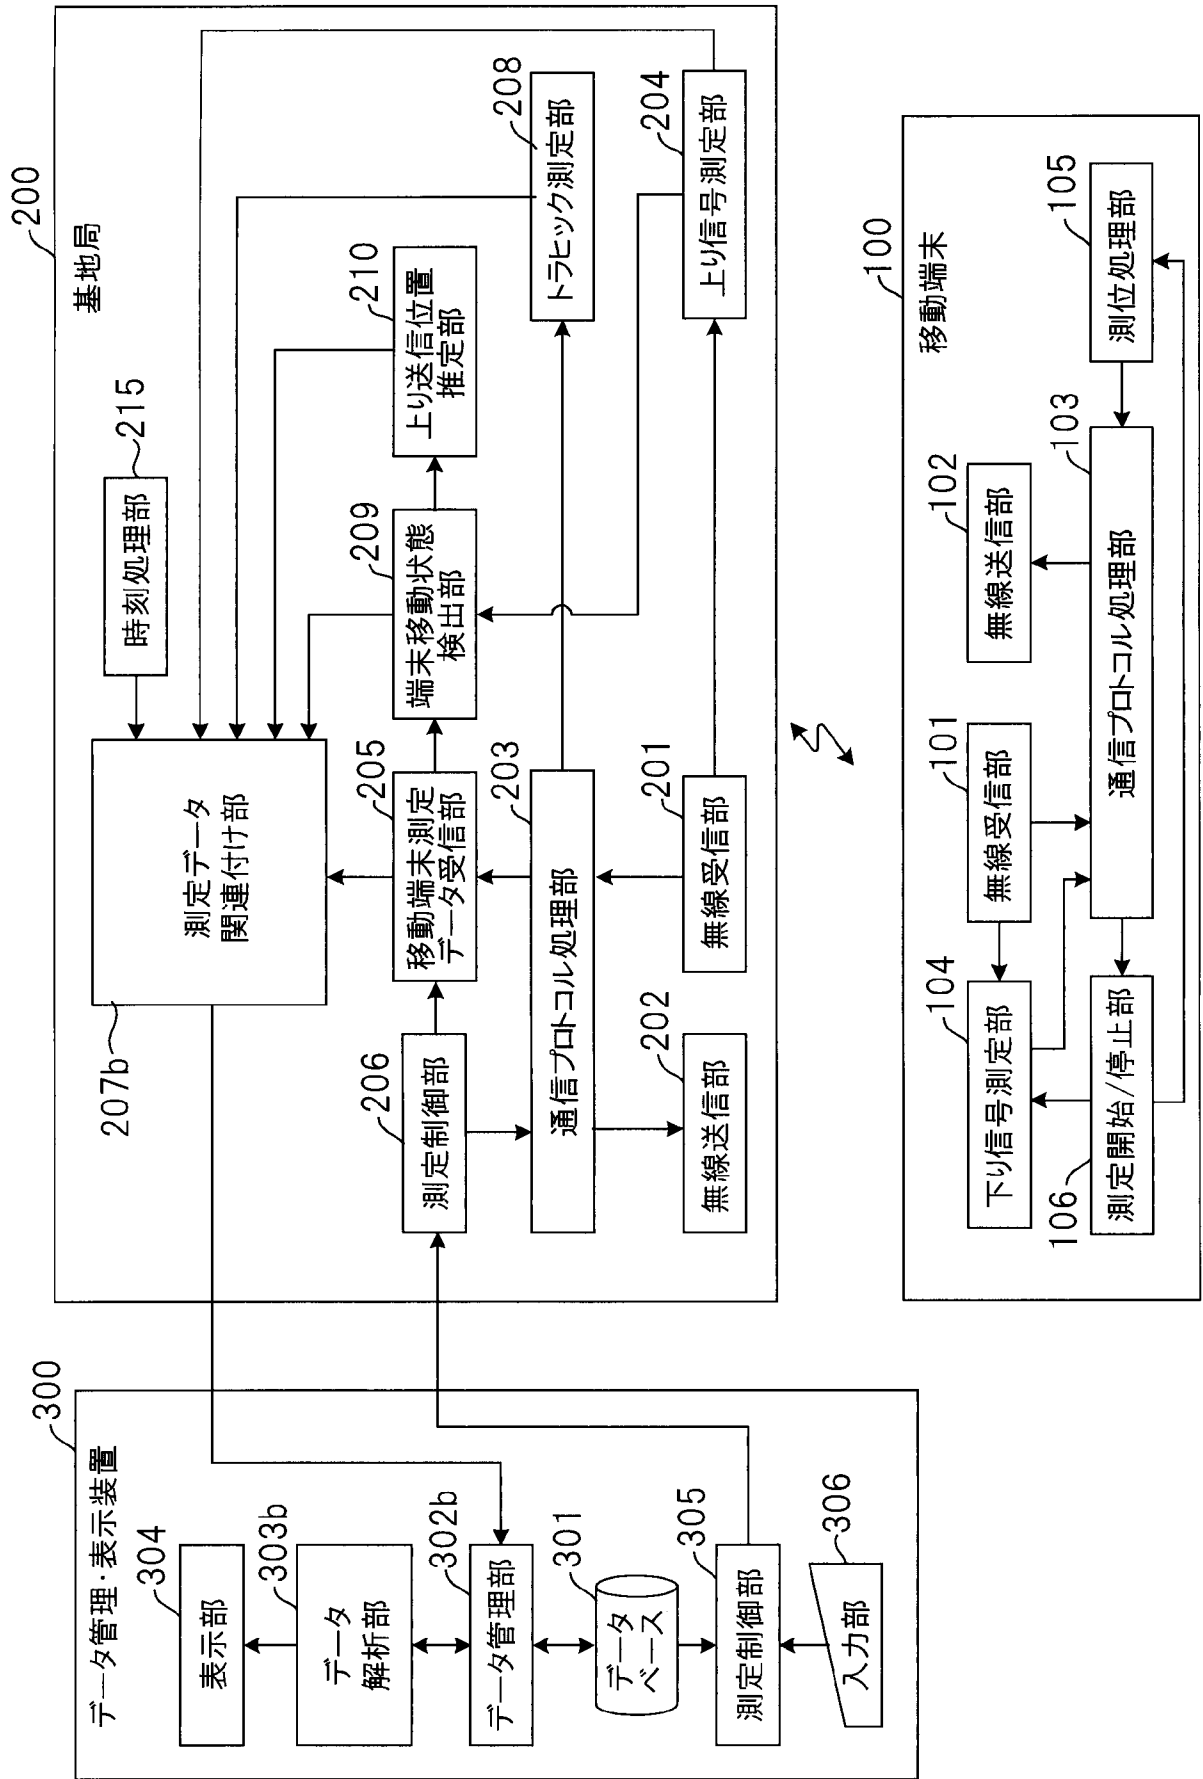 300
データ管理・表示装置
304
表示部
303b
データ
解析部
302b
データ管理部
301
データ
ベース
305
測定制御部
306
入力部
200
基地局
215
時刻処理部
207b
測定データ
関連付け部
206
測定制御部
205
移動端末測定
データ受信部
209
端末移動状態
検出部
210
上り送信位置
推定部
208
トラヒック測定部
203
通信プロトコル処理部
202
無線送信部
201
無線受信部
204
上り信号測定部
100
移動端末
104
下り信号測定部
101
無線受信部
102
無線送信部
106
測定開始/停止部
103
通信プロトコル処理部
105
測位処理部